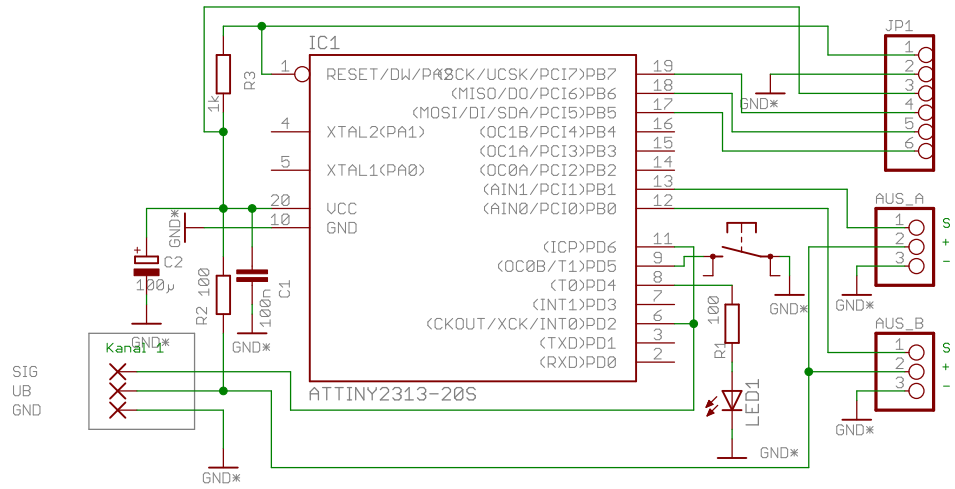 JP1
IC1
R3
1k
1
RESET/DW/PA2
(SCK/UCSK/PCI7)PB7
19
(MISO/DO/PCI6)PB6
18
(MOSI/DI/SDA/PCI5)PB5
17
4
XTAL2(PA1)
(OC1B/PCI4)PB4
16
(OC1A/PCI3)PB3
15
5
XTAL1(PA0)
(OC0A/PCI2)PB2
14
(AIN1/PCI1)PB1
13
20
VCC
(AIN0/PCI0)PB0
12
10
GND
(ICP)PD6
11
(OC0B/T1)PD5
9
(T0)PD4
8
(INT1)PD3
7
(CKOUT/XCK/INT0)PD2
6
(TXD)PD1
3
(RXD)PD0
2
ATTINY2313-20S
1
2
3
4
5
6
GND*
AUS_A
1
2
3
S
+
-
GND*
AUS_B
1
2
3
S
+
-
GND*
GND*
GND*
+
C2
100µ
GND*
R2
100
C1
100n
GND*
100
R1
LED1
GND*
Kanal 1
SIG
UB
GND
GND*